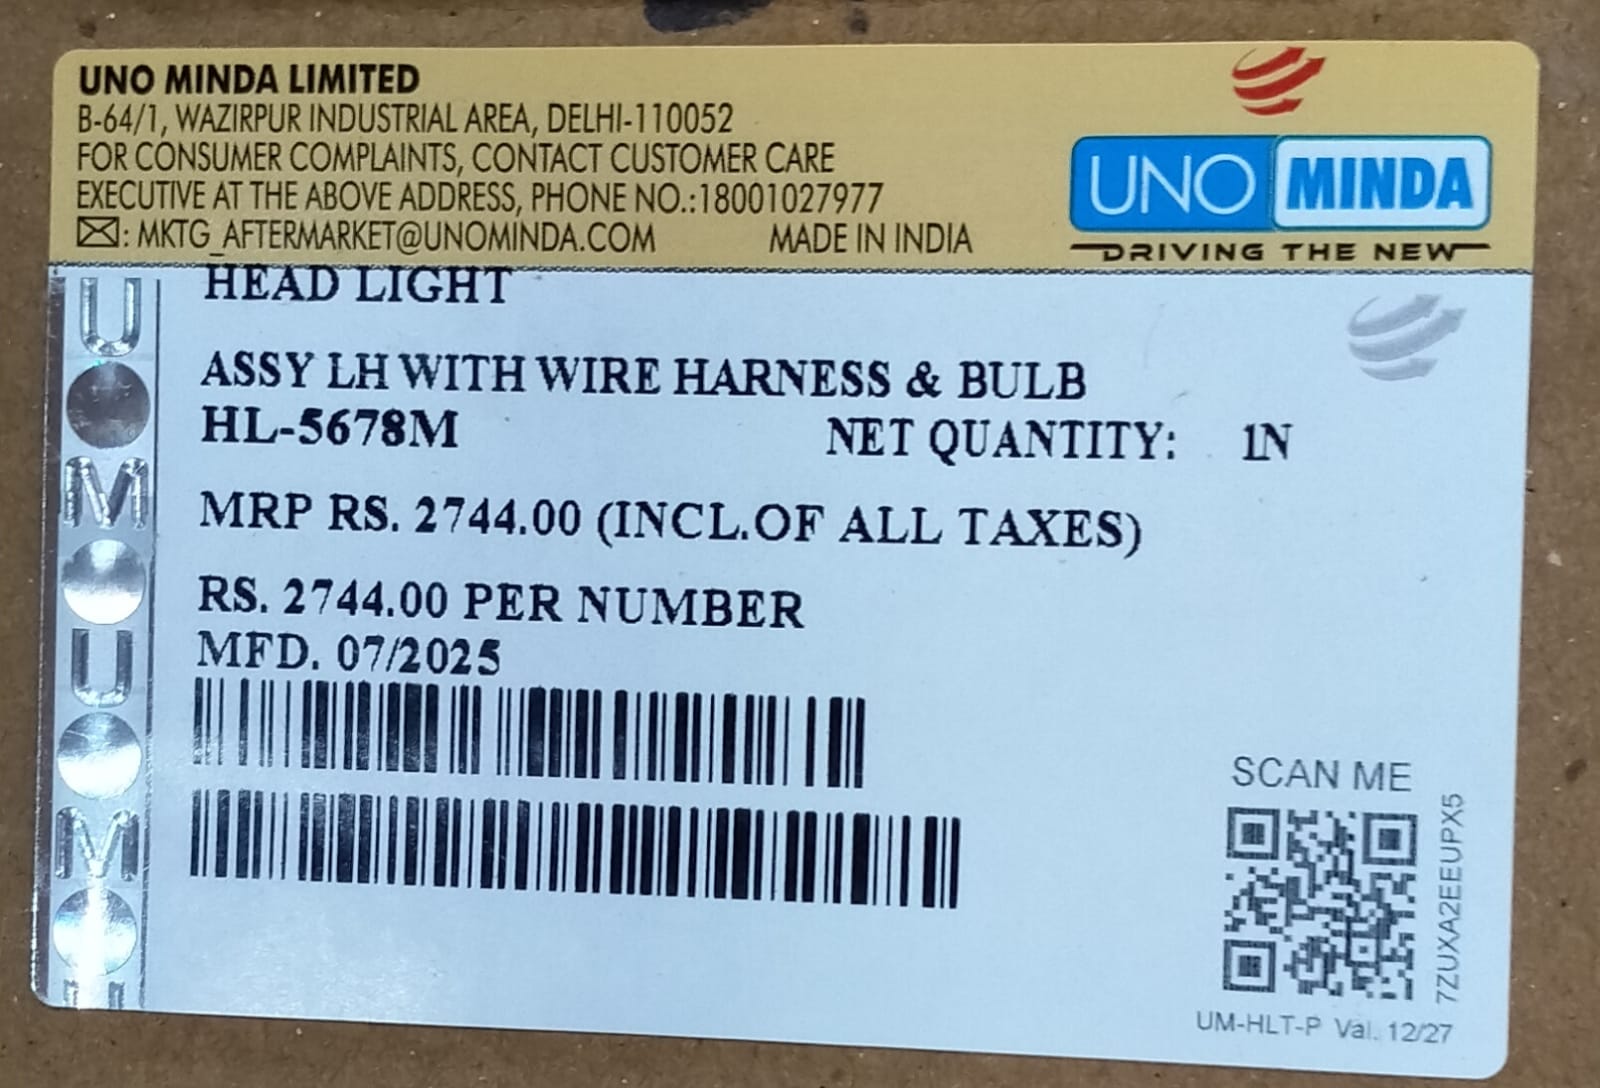 UNO MINDA LIMITED
B-64/1, WAZIRPUR INDUSTRIAL AREA, DELHI-110052
FOR CONSUMER COMPLAINTS, CONTACT CUSTOMER CARE
EXECUTIVE AT THE ABOVE ADDRESS, PHONE NO.:18001027977
: MKTG_AFTERMARKET@UNOMINDA.COM MADE IN INDIA
UNO MINDA
DRIVING THE NEW
HEAD LIGHT
ASSY LH WITH WIRE HARNESS & BULB
HL-5678M NET QUANTITY: 1N
MRP RS. 2744.00 (INCL.OF ALL TAXES)
RS. 2744.00 PER NUMBER
MFD. 07/2025
SCAN ME
7ZUXA2EEUPX5
UM-HLT-P Val. 12/27
U
M
U
M